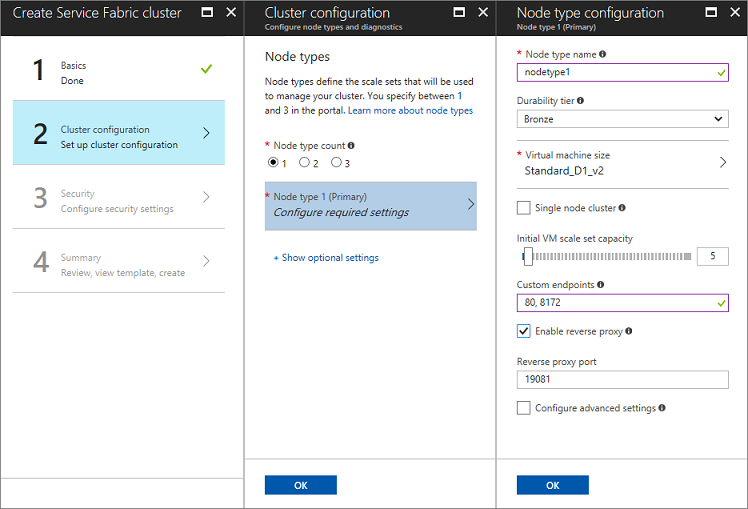 Create Service Fabric cluster
1
Basics
Done
2
Cluster configuration
Set up cluster configuration
3
Security
Configure security settings
4
Summary
Review, view template, create
Cluster configuration
Configure node types and diagnostics
Node types
Node types define the scale sets that will be used
to manage your cluster. You specify between 1
and 3 in the portal. Learn more about node types
* Node type count
1 2 3
* Node type 1 (Primary)
Configure required settings
+ Show optional settings
OK
Node type configuration
Node type 1 (Primary)
* Node type name
nodetype1
Durability tier
Bronze
* Virtual machine size
Standard_D1_v2
Single node cluster
Initial VM scale set capacity
5
Custom endpoints
80, 8172
Enable reverse proxy
Reverse proxy port
19081
Configure advanced settings
OK